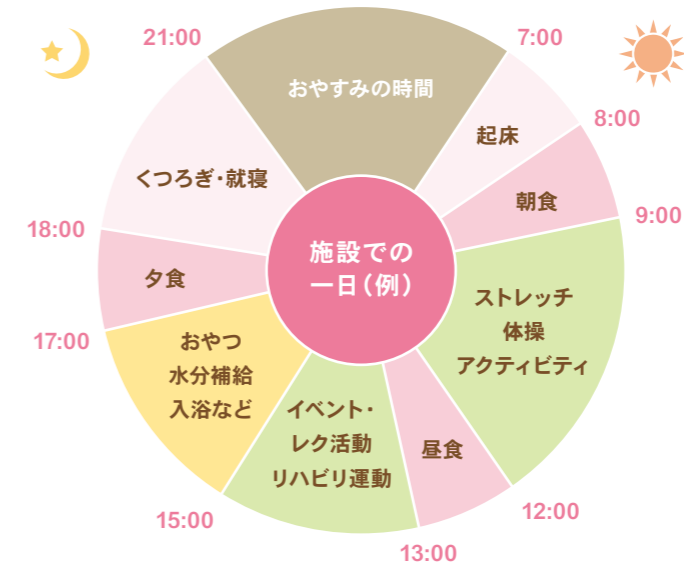 施設での
一日（例）
おやすみの時間
7:00
起床
8:00
朝食
9:00
ストレッチ
体操
アクティビティ
12:00
昼食
13:00
イベント・
レク活動
リハビリ運動
15:00
おやつ
水分補給
入浴など
17:00
夕食
18:00
くつろぎ・就寝
21:00